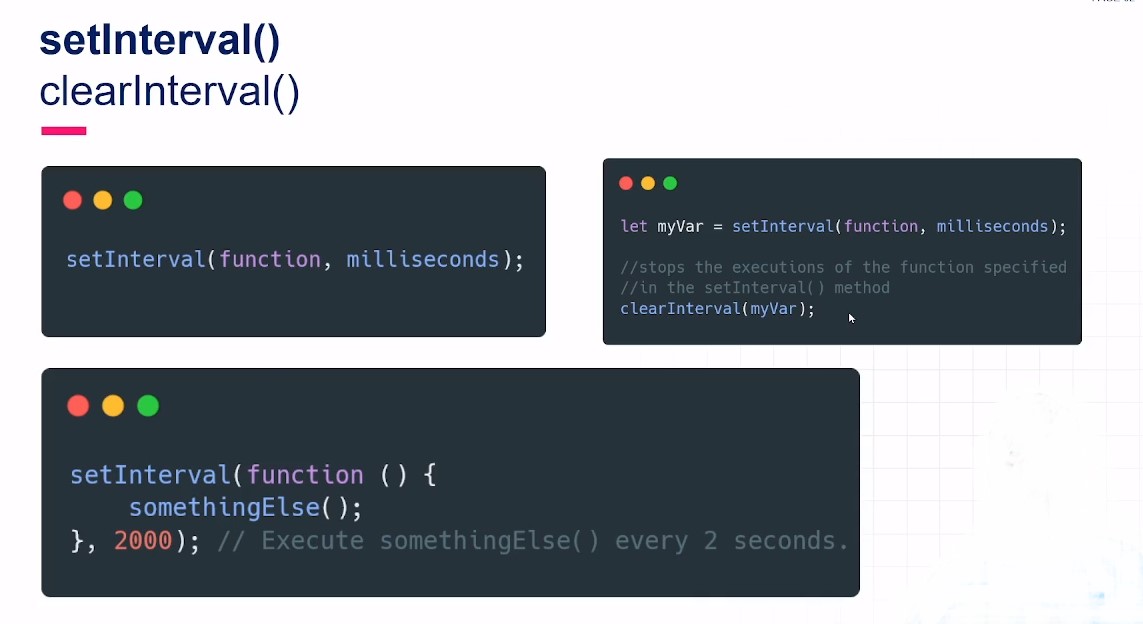 setInterval()
clearInterval()
setInterval(function, milliseconds);
let myVar = setInterval(function, milliseconds);
//stops the executions of the function specified
//in the setInterval() method
clearInterval(myVar);
setInterval(function () {
    somethingElse();
}, 2000); // Execute somethingElse() every 2 seconds.